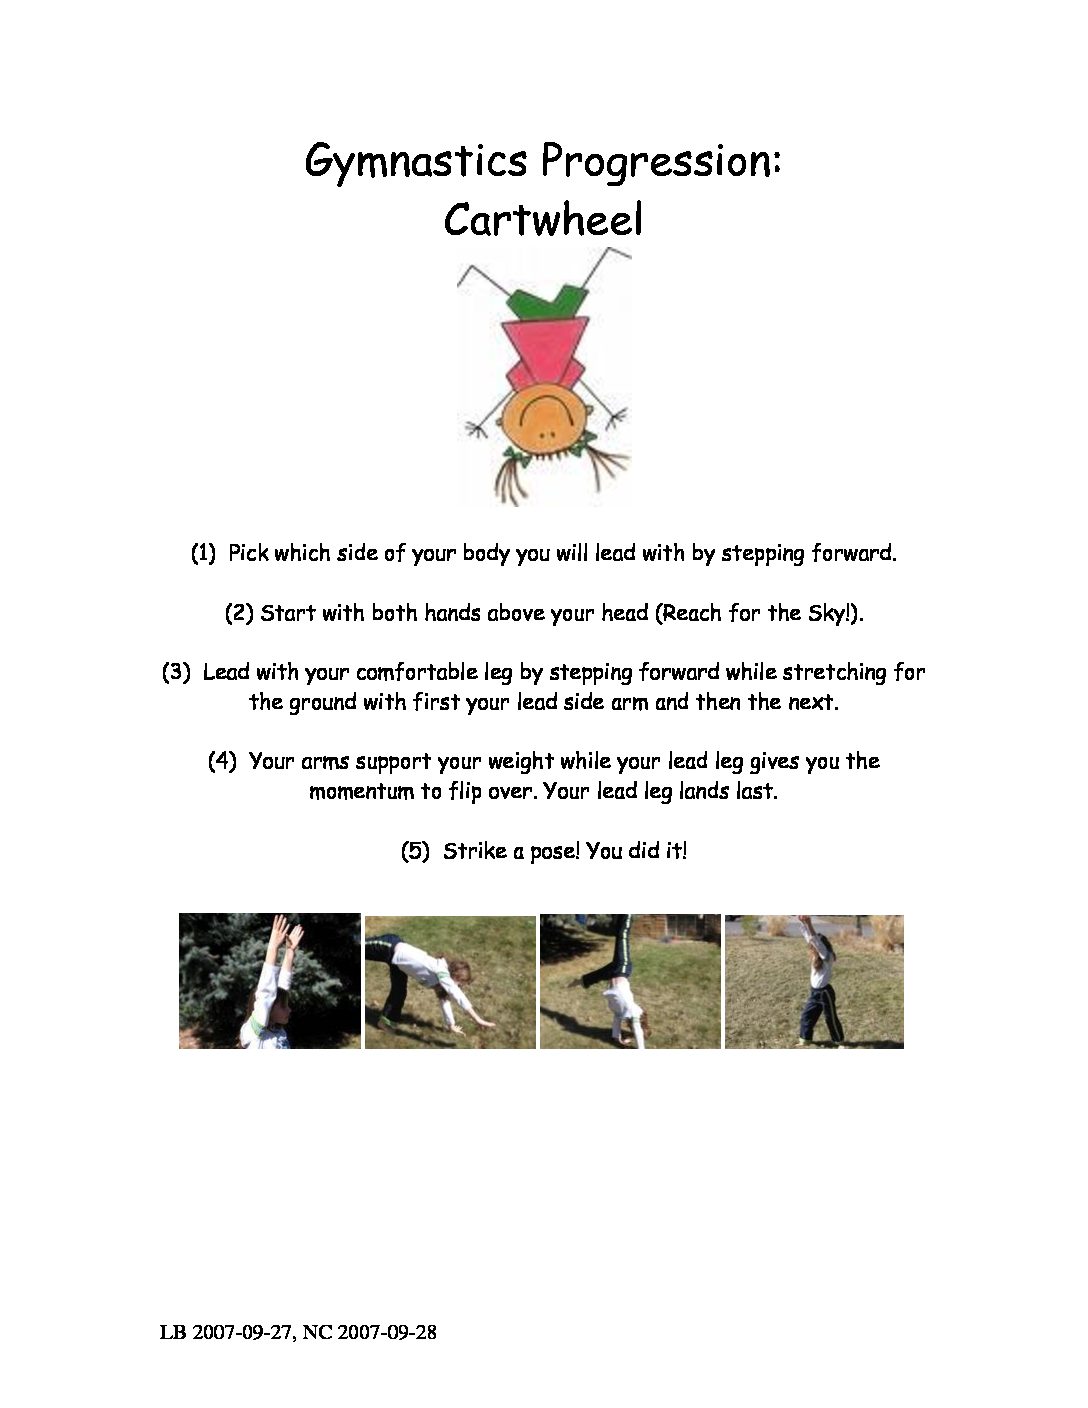 Gymnastics Progression:
Cartwheel
(1)  Pick which side of your body you will lead with by stepping forward.
(2) Start with both hands above your head (Reach for the Sky!).
(3)  Lead with your comfortable leg by stepping forward while stretching for
the ground with first your lead side arm and then the next.
(4)  Your arms support your weight while your lead leg gives you the
momentum to flip over. Your lead leg lands last.
(5)  Strike a pose! You did it!
LB 2007-09-27, NC 2007-09-28